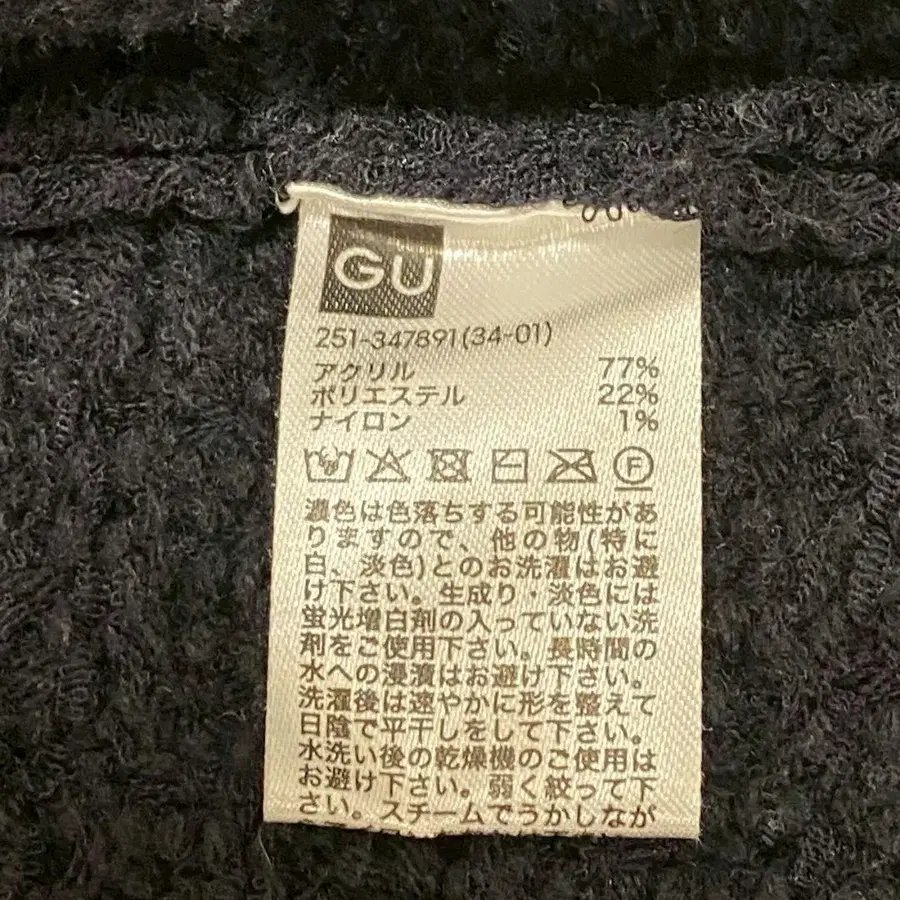 GU
251-347891(34-01)
アクリル 77%
ポリエステル 22%
ナイロン 1%
F
濃色は色落ちする可能性があ
りますので、他の物(特に
白、淡色)とのお洗濯はお避
け下さい。生成り・淡色には
蛍光増白剤の入っていない洗
剤をご使用下さい。長時間の
水への浸漬はお避け下さい。
洗濯後は速やかに形を整えて
日陰で平干しをして下さい。
水洗い後の乾燥機のご使用は
お避け下さい。弱く絞って下
さい。スチームでうかしなが